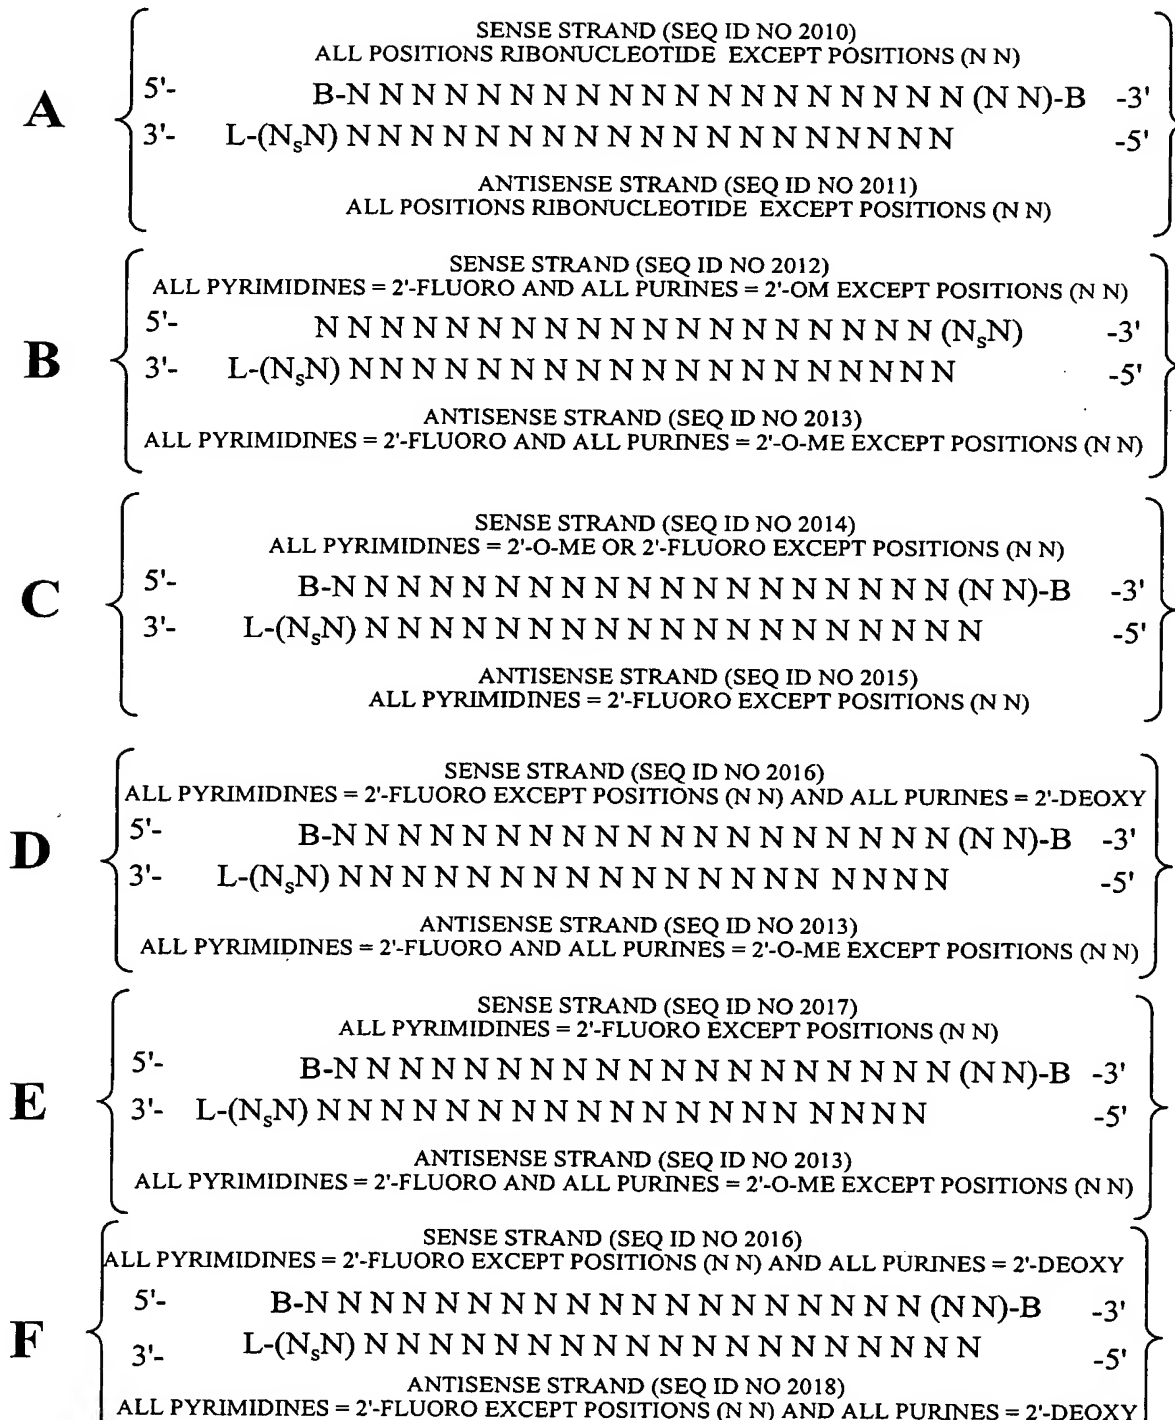 SENSE STRAND (SEQ ID NO 2010)
ALL POSITIONS RIBONUCLEOTIDE EXCEPT POSITIONS (N N)
A
5'- B-N N N N N N N N N N N N N N N N N N N (N N)-B -3'
3'- L-(NsN) N N N N N N N N N N N N N N N N N N N -5'
ANTISENSE STRAND (SEQ ID NO 2011)
ALL POSITIONS RIBONUCLEOTIDE EXCEPT POSITIONS (N N)
SENSE STRAND (SEQ ID NO 2012)
ALL PYRIMIDINES = 2'-FLUORO AND ALL PURINES = 2'-OM EXCEPT POSITIONS (N N)
B
5'- N N N N N N N N N N N N N N N N N N N (NsN) -3'
3'- L-(NsN) N N N N N N N N N N N N N N N N N N N -5'
ANTISENSE STRAND (SEQ ID NO 2013)
ALL PYRIMIDINES = 2'-FLUORO AND ALL PURINES = 2'-O-ME EXCEPT POSITIONS (N N)
SENSE STRAND (SEQ ID NO 2014)
ALL PYRIMIDINES = 2'-O-ME OR 2'-FLUORO EXCEPT POSITIONS (N N)
C
5'- B-N N N N N N N N N N N N N N N N N N N (N N)-B -3'
3'- L-(NsN) N N N N N N N N N N N N N N N N N N N -5'
ANTISENSE STRAND (SEQ ID NO 2015)
ALL PYRIMIDINES = 2'-FLUORO EXCEPT POSITIONS (N N)
SENSE STRAND (SEQ ID NO 2016)
ALL PYRIMIDINES = 2'-FLUORO EXCEPT POSITIONS (N N) AND ALL PURINES = 2'-DEOXY
D
5'- B-N N N N N N N N N N N N N N N N N N N (N N)-B -3'
3'- L-(NsN) N N N N N N N N N N N N N N N N N N N -5'
ANTISENSE STRAND (SEQ ID NO 2013)
ALL PYRIMIDINES = 2'-FLUORO AND ALL PURINES = 2'-O-ME EXCEPT POSITIONS (N N)
SENSE STRAND (SEQ ID NO 2017)
ALL PYRIMIDINES = 2'-FLUORO EXCEPT POSITIONS (N N)
E
5'- B-N N N N N N N N N N N N N N N N N N N (N N)-B -3'
3'- L-(NsN) N N N N N N N N N N N N N N N N N N N -5'
ANTISENSE STRAND (SEQ ID NO 2013)
ALL PYRIMIDINES = 2'-FLUORO AND ALL PURINES = 2'-O-ME EXCEPT POSITIONS (N N)
SENSE STRAND (SEQ ID NO 2016)
ALL PYRIMIDINES = 2'-FLUORO EXCEPT POSITIONS (N N) AND ALL PURINES = 2'-DEOXY
F
5'- B-N N N N N N N N N N N N N N N N N N N (N N)-B -3'
3'- L-(NsN) N N N N N N N N N N N N N N N N N N N -5'
ANTISENSE STRAND (SEQ ID NO 2018)
ALL PYRIMIDINES = 2'-FLUORO EXCEPT POSITIONS (N N) AND ALL PURINES = 2'-DEOXY